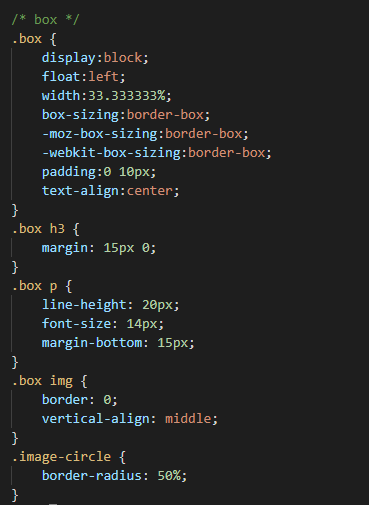 /* box */
.box {
display:block;
float:left;
width:33.333333%;
box-sizing:border-box;
-moz-box-sizing:border-box;
-webkit-box-sizing:border-box;
padding:0 10px;
text-align:center;
}
.box h3 {
margin: 15px 0;
}
.box p {
line-height: 20px;
font-size: 14px;
margin-bottom: 15px;
}
.box img {
border: 0;
vertical-align: middle;
}
.image-circle {
border-radius: 50%;
}